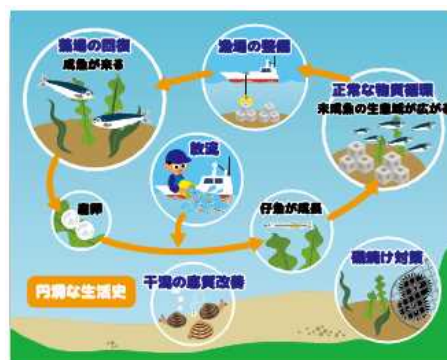 藻場の回復
成魚が来る
漁場の整備
正常な物質循環
未成魚の生息域が広がる
放流
産卵
仔魚が成長
磯焼け対策
円滑な生活史
干潟の底質改善